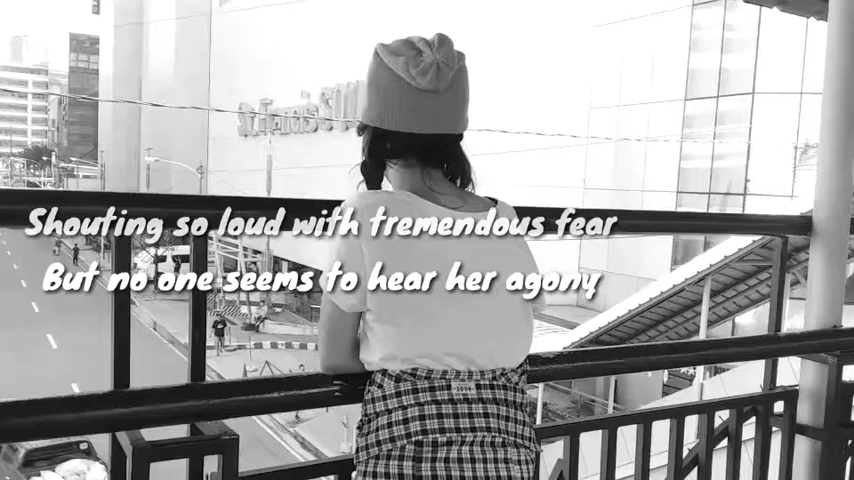 Shouting so loud with tremendous fear
But no one seems to hear her agony